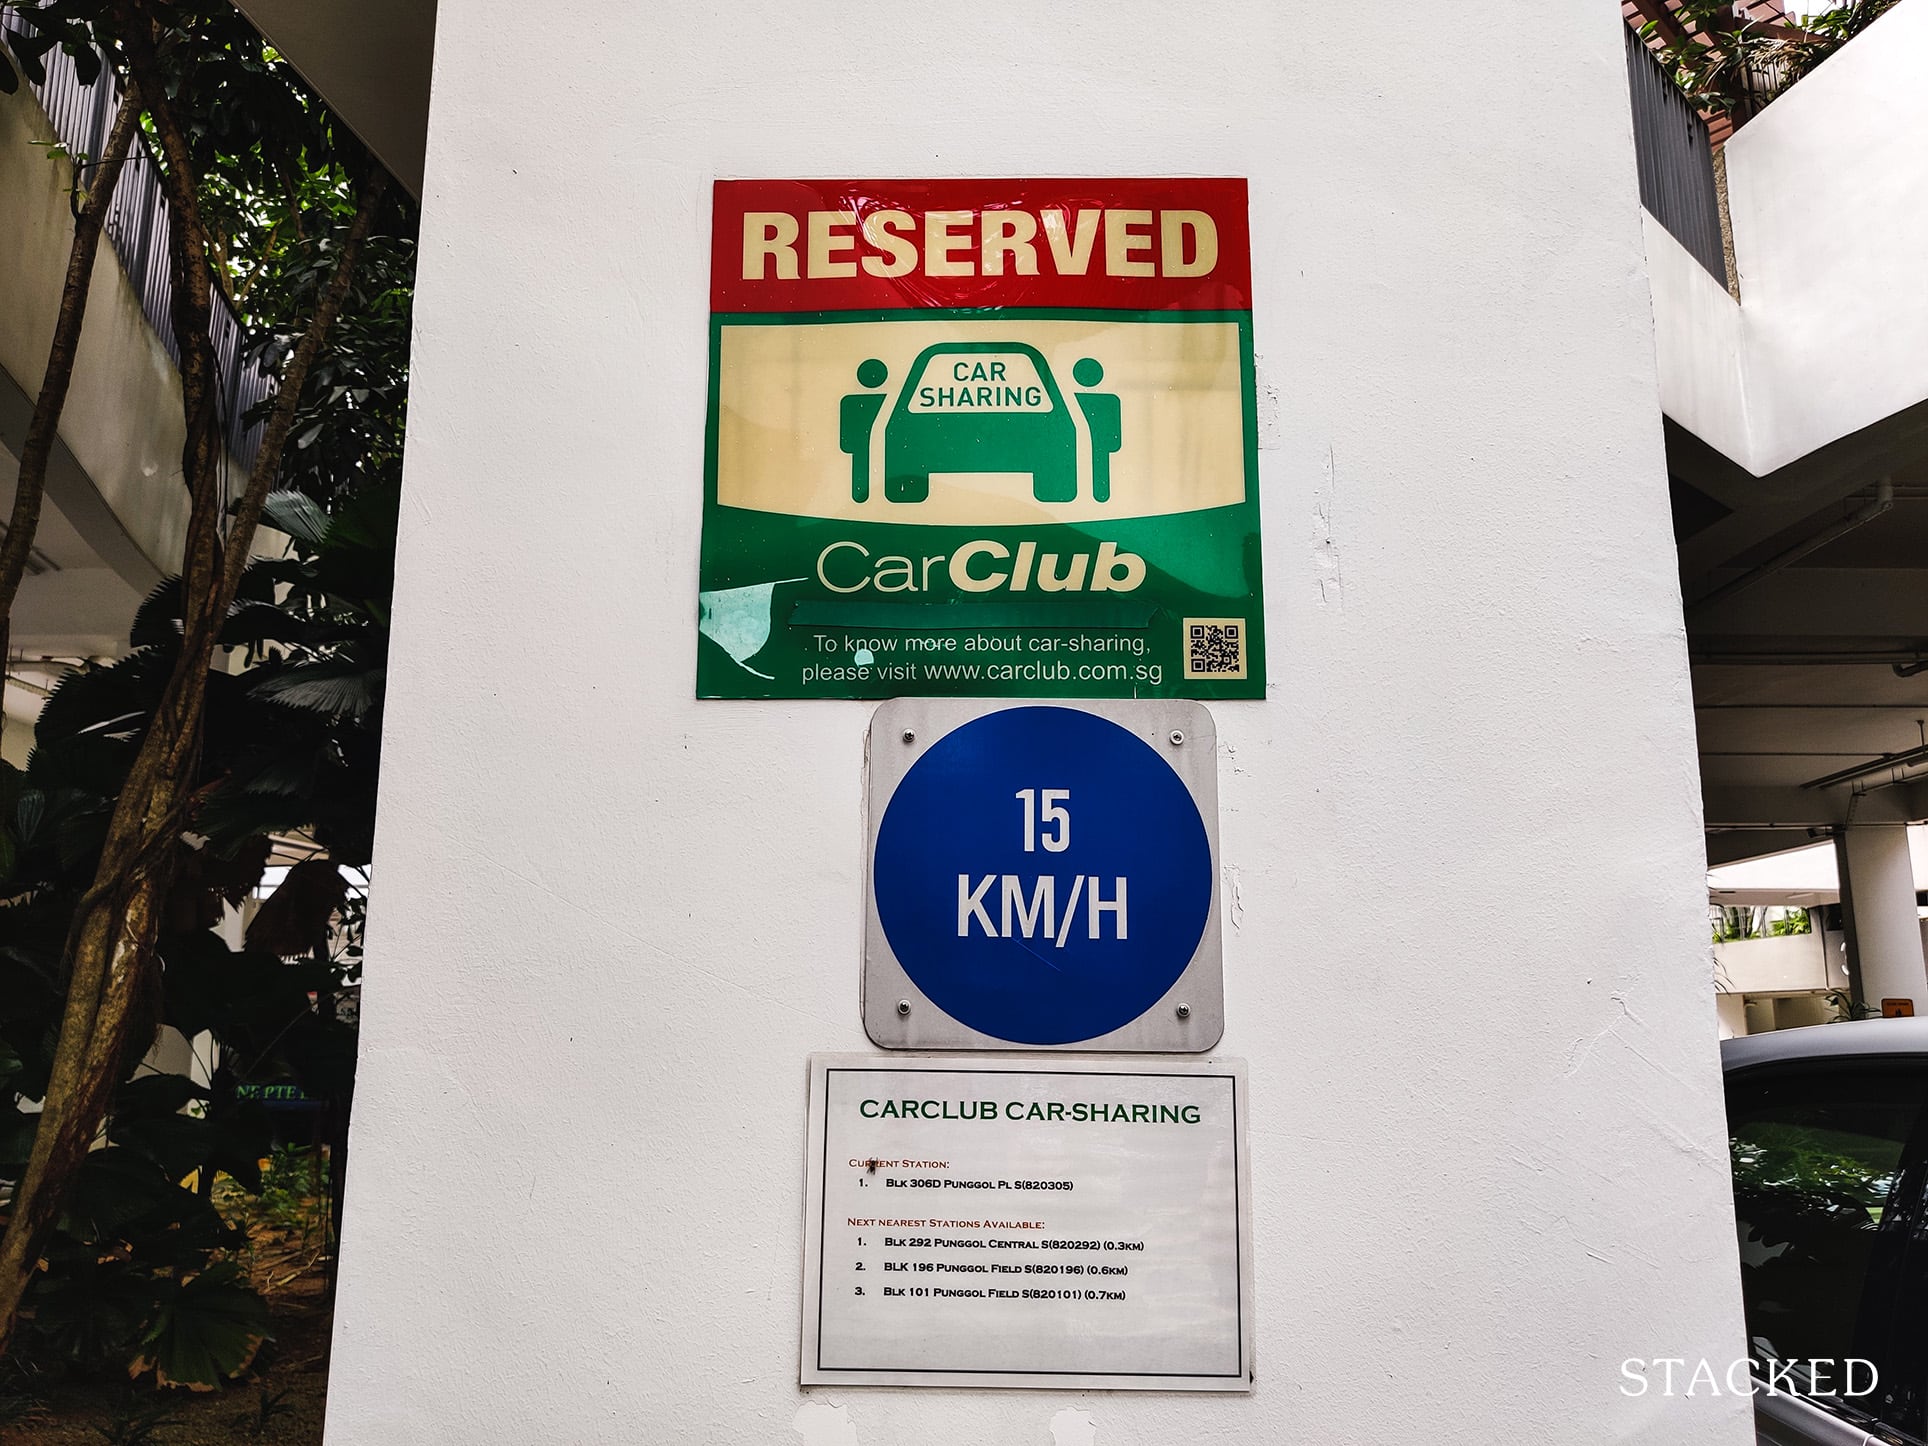 RESERVED
CAR
SHARING
CarClub
To know more about car-sharing,
please visit www.carclub.com.sg
15
KM/H
CARCLUB CAR-SHARING
CURRENT STATION:
1. BLK 306D PUNGGOL PL S(820305)
NEXT NEAREST STATIONS AVAILABLE:
1. BLK 292 PUNGGOL CENTRAL S(820292) (0.3KM)
2. BLK 196 PUNGGOL FIELD S(820196) (0.6KM)
3. BLK 101 PUNGGOL FIELD S(820101) (0.7KM)
STACKED